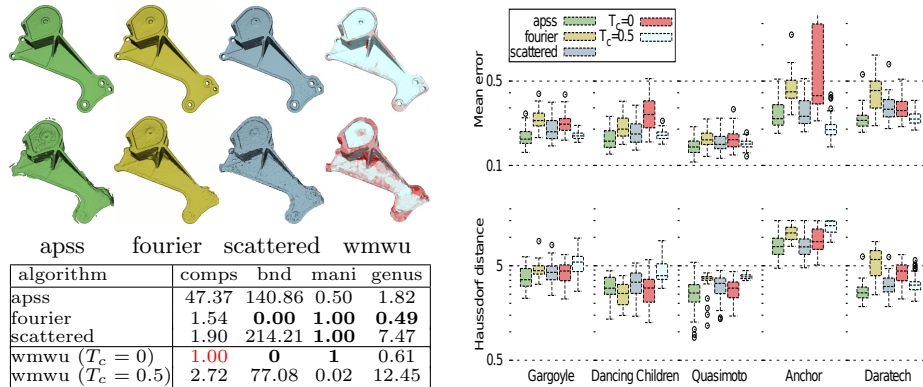 apss fourier scattered wmwu
algorithm comps bnd mani genus
apss 47.37 140.86 0.50 1.82
fourier 1.54 0.00 1.00 0.49
scattered 1.90 214.21 1.00 7.47
wmwu (T_c = 0) 1.00 0 1 0.61
wmwu (T_c = 0.5) 2.72 77.08 0.02 12.45
apss T_c=0
fourier T_c=0.5
scattered
Mean error
0.5
0.1
Haussdorf distance
5
0.5
Gargoyle Dancing Children Quasimoto Anchor Daratech